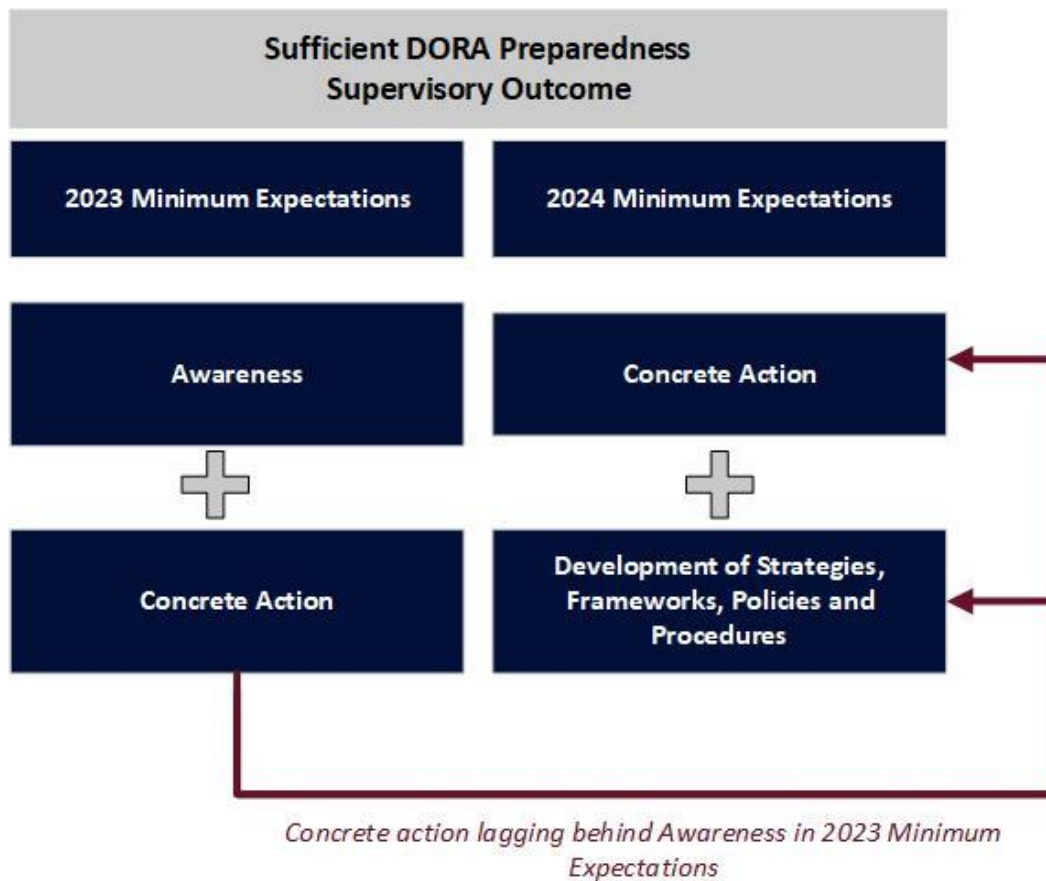 Sufficient DORA Preparedness
Supervisory Outcome
2023 Minimum Expectations
2024 Minimum Expectations
Awareness
Concrete Action
Concrete Action
Development of Strategies,
Frameworks, Policies and
Procedures
Concrete action lagging behind Awareness in 2023 Minimum
Expectations